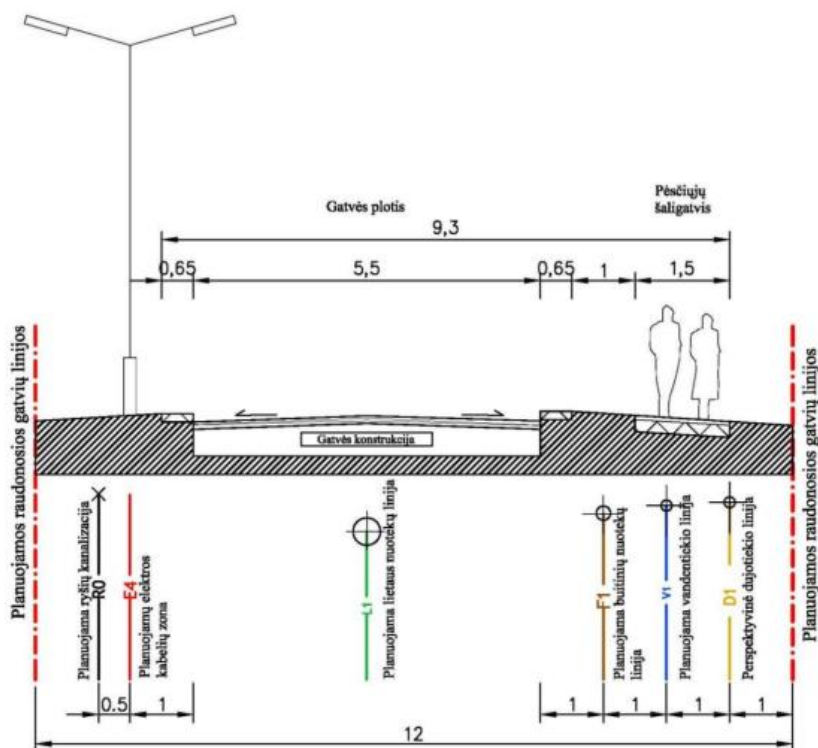 Gatvės plotis
Pėsčiųjų
šaligatvis
9,3
0,65
5,5
0,65
1
1,5
Planuojamos raudonosios gatvių linijos
Gatvės konstrukcija
Planuojamos raudonosios gatvių linijos
R0
Planuojama ryšių kanalizacija
E4
Planuojamų elektros
kabelių zona
L1
Planuojama lietaus nuotekų linija
F1
Planuojama buitinių nuotekų
linija
V1
Planuojama vandentiekio linija
D1
Perspektyvinė dujotiekio linija
0.5
1
1
1
1
1
12